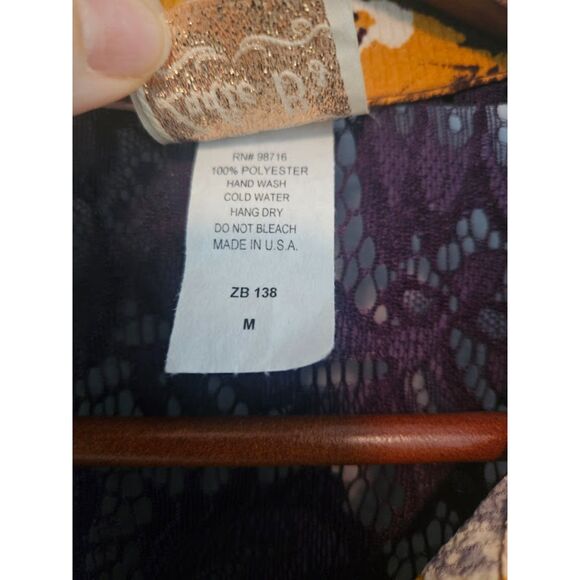 RN# 98716
100% POLYESTER
HAND WASH
COLD WATER
HANG DRY
DO NOT BLEACH
MADE IN U.S.A.
ZB 138
M